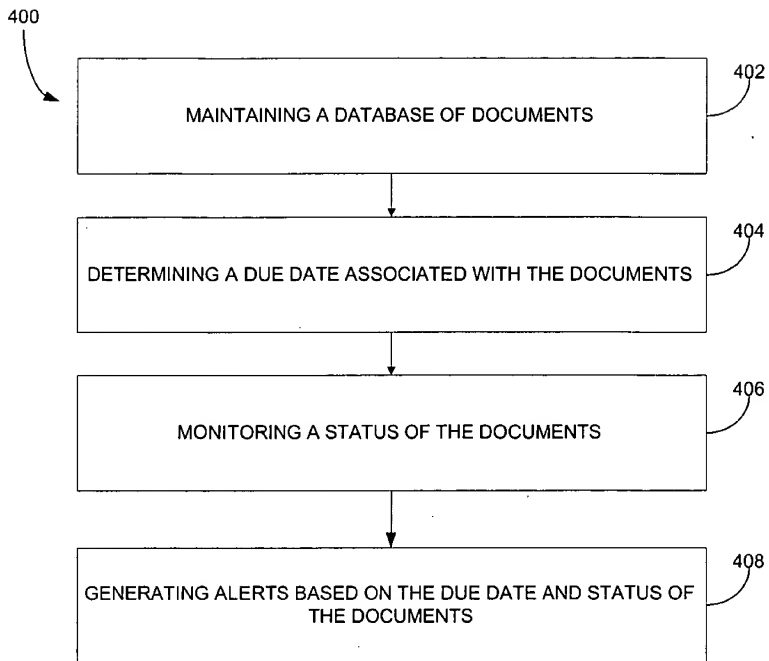 400
402
MAINTAINING A DATABASE OF DOCUMENTS
404
DETERMINING A DUE DATE ASSOCIATED WITH THE DOCUMENTS
406
MONITORING A STATUS OF THE DOCUMENTS
408
GENERATING ALERTS BASED ON THE DUE DATE AND STATUS OF
THE DOCUMENTS